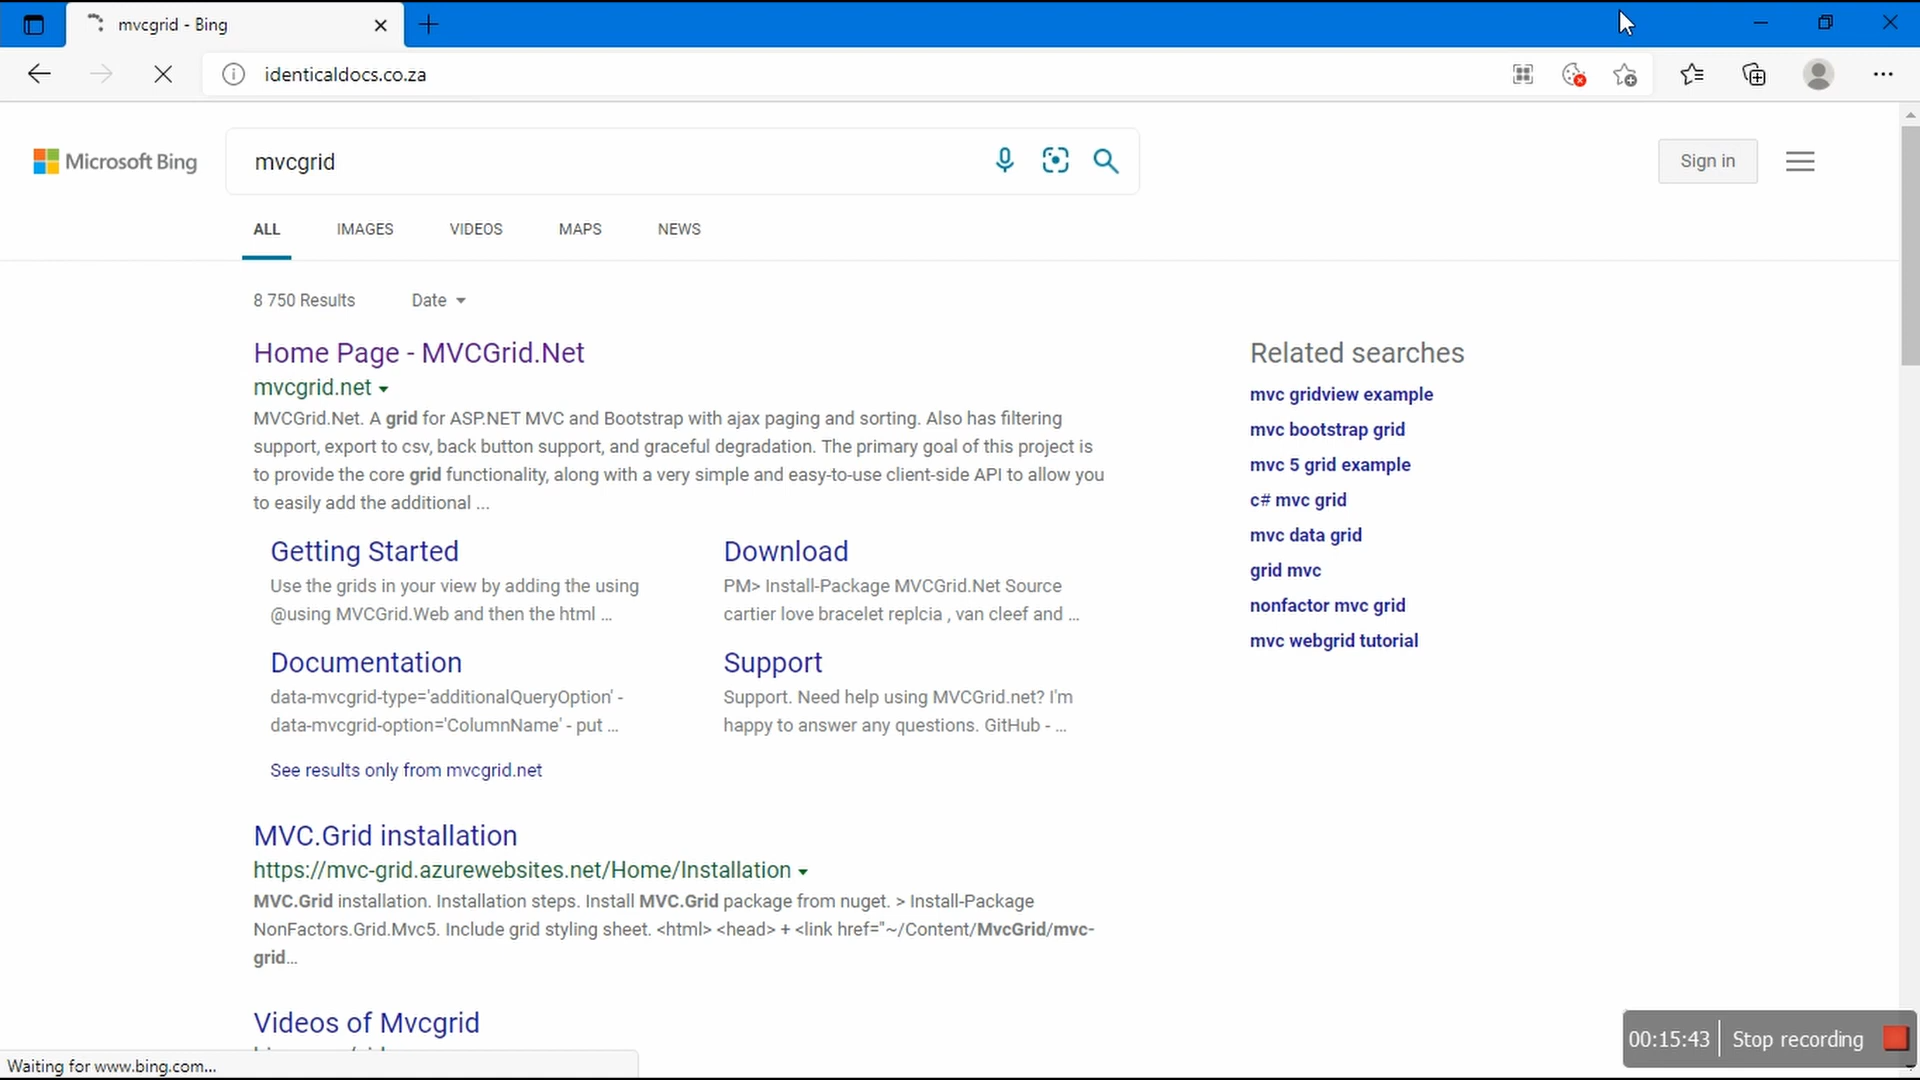 mvcgrid - Bing
identicaldocs.co.za
Microsoft Bing
mvcgrid
Sign in
ALL IMAGES VIDEOS MAPS NEWS
8 750 Results Date
Home Page - MVCGrid.Net
mvcgrid.net
MVCGrid.Net. A grid for ASP.NET MVC and Bootstrap with ajax paging and sorting. Also has filtering
support, export to csv, back button support, and graceful degradation. The primary goal of this project is
to provide the core grid functionality, along with a very simple and easy-to-use client-side API to allow you
to easily add the additional ...
Getting Started
Use the grids in your view by adding the using
@using MVCGrid.Web and then the html ...
Download
PM> Install-Package MVCGrid.Net Source
cartier love bracelet replcia , van cleef and ...
Documentation
data-mvcgrid-type='additionalQueryOption' -
data-mvcgrid-option='ColumnName' - put ...
Support
Support. Need help using MVCGrid.net? I'm
happy to answer any questions. GitHub - ...
See results only from mvcgrid.net
MVC.Grid installation
https://mvc-grid.azurewebsites.net/Home/Installation
MVC.Grid installation. Installation steps. Install MVC.Grid package from nuget. > Install-Package
NonFactors.Grid.Mvc5. Include grid styling sheet. <html> <head> + <link href="~/Content/MvcGrid/mvc-
grid...
Videos of Mvcgrid
Related searches
mvc gridview example
mvc bootstrap grid
mvc 5 grid example
c# mvc grid
mvc data grid
grid mvc
nonfactor mvc grid
mvc webgrid tutorial
00:15:43 Stop recording
Waiting for www.bing.com...